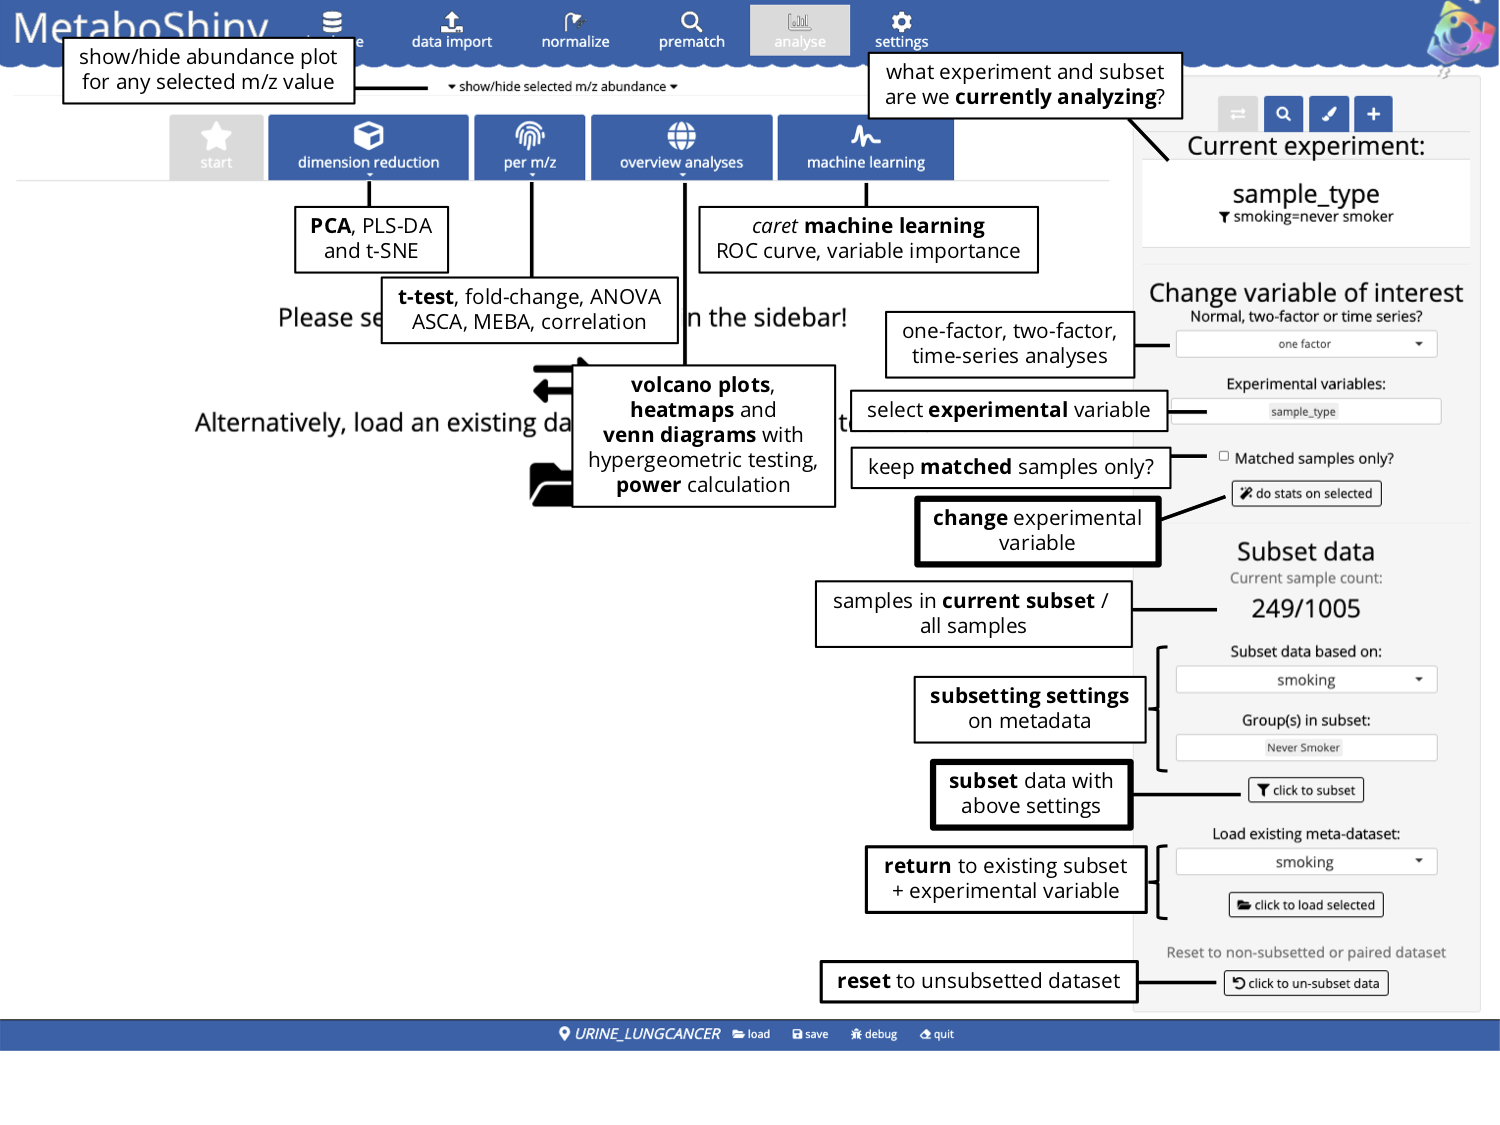 MetaboShiny
data import
normalize
prematch
analyse
settings
show/hide abundance plot
for any selected m/z value
show/hide selected m/z abundance
what experiment and subset
are we currently analyzing?
start
dimension reduction
per m/z
overview analyses
machine learning
Current experiment:
sample_type
smoking=never smoker
PCA, PLS-DA
and t-SNE
caret machine learning
ROC curve, variable importance
t-test, fold-change, ANOVA
ASCA, MEBA, correlation
Please
n the sidebar!
Change variable of interest
Normal, two-factor or time series?
one factor
one-factor, two-factor,
time-series analyses
volcano plots,
heatmaps and
venn diagrams with
hypergeometric testing,
power calculation
Alternatively, load an existing da
Experimental variables:
sample_type
select experimental variable
Matched samples only?
keep matched samples only?
do stats on selected
change experimental
variable
Subset data
Current sample count:
249/1005
samples in current subset /
all samples
Subset data based on:
smoking
subsetting settings
on metadata
Group(s) in subset:
Never Smoker
subset data with
above settings
click to subset
Load existing meta-dataset:
smoking
return to existing subset
+ experimental variable
click to load selected
Reset to non-subsetted or paired dataset
reset to unsubsetted dataset
click to un-subset data
URINE_LUNGCANCER
load
save
debug
quit